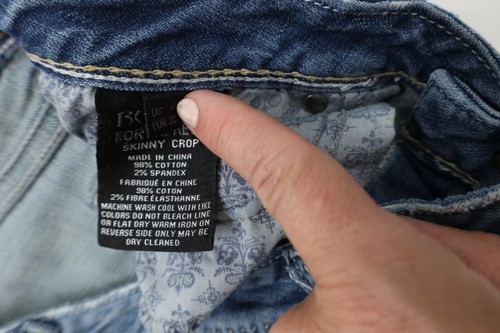 SKINNY CROP
MADE IN CHINA
98% COTTON
2% SPANDEX
FABRIQUÉ EN CHINE
98% COTON
2% FIBRE ÉLASTHANNE
MACHINE WASH COOL WITH LIKE
COLORS DO NOT BLEACH LINE
OR FLAT DRY WARM IRON ON
REVERSE SIDE ONLY MAY BE
DRY CLEANED